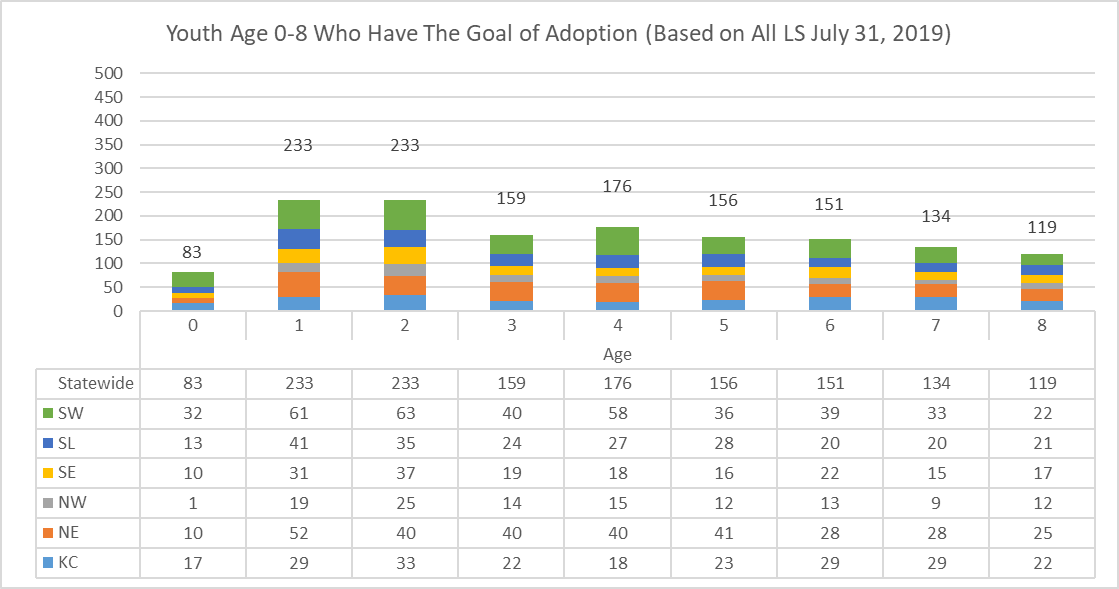 Youth Age 0-8 Who Have The Goal of Adoption (Based on All LS July 31, 2019)
500
450
400
350
300
250
200
150
100
50
0
83
233
233
159
176
156
151
134
119
0 1 2 3 4 5 6 7 8
Age
Statewide 83 233 233 159 176 156 151 134 119
SW 32 61 63 40 58 36 39 33 22
SL 13 41 35 24 27 28 20 20 21
SE 10 31 37 19 18 16 22 15 17
NW 1 19 25 14 15 12 13 9 12
NE 10 52 40 40 40 41 28 28 25
KC 17 29 33 22 18 23 29 29 22